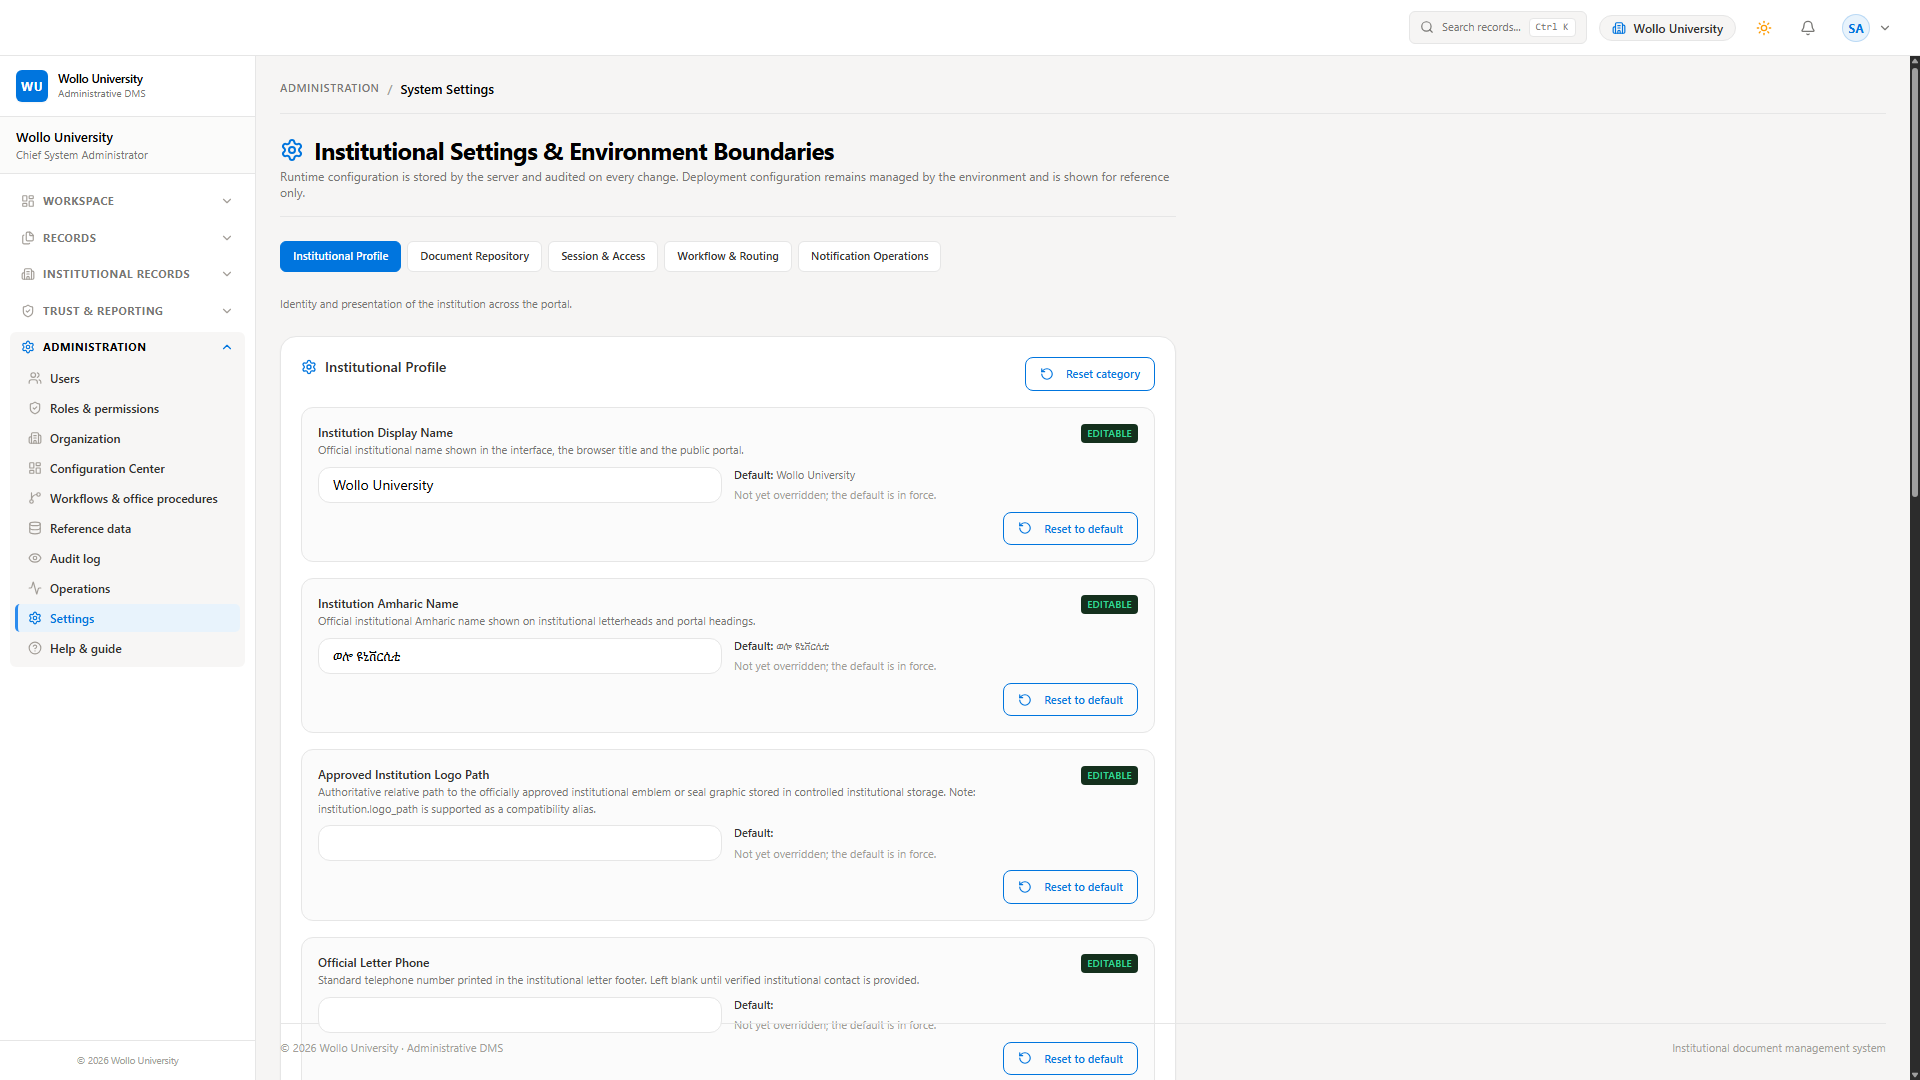 Search records... Ctrl K
Wollo University
SA
WU
Wollo University
Administrative DMS
Wollo University
Chief System Administrator
WORKSPACE
RECORDS
INSTITUTIONAL RECORDS
TRUST & REPORTING
ADMINISTRATION
Users
Roles & permissions
Organization
Configuration Center
Workflows & office procedures
Reference data
Audit log
Operations
Settings
Help & guide
© 2026 Wollo University
ADMINISTRATION / System Settings
Institutional Settings & Environment Boundaries
Runtime configuration is stored by the server and audited on every change. Deployment configuration remains managed by the environment and is shown for reference
only.
Institutional Profile
Document Repository
Session & Access
Workflow & Routing
Notification Operations
Identity and presentation of the institution across the portal.
Institutional Profile
Reset category
Institution Display Name
EDITABLE
Official institutional name shown in the interface, the browser title and the public portal.
Wollo University
Default: Wollo University
Not yet overridden; the default is in force.
Reset to default
Institution Amharic Name
EDITABLE
Official institutional Amharic name shown on institutional letterheads and portal headings.
ወሎ ዩኒቨርሲቲ
Default: ወሎ ዩኒቨርሲቲ
Not yet overridden; the default is in force.
Reset to default
Approved Institution Logo Path
EDITABLE
Authoritative relative path to the officially approved institutional emblem or seal graphic stored in controlled institutional storage. Note:
institution.logo_path is supported as a compatibility alias.
Default:
Not yet overridden; the default is in force.
Reset to default
Official Letter Phone
EDITABLE
Standard telephone number printed in the institutional letter footer. Left blank until verified institutional contact is provided.
Default:
Not yet overridden; the default is in force.
Reset to default
© 2026 Wollo University · Administrative DMS
Institutional document management system